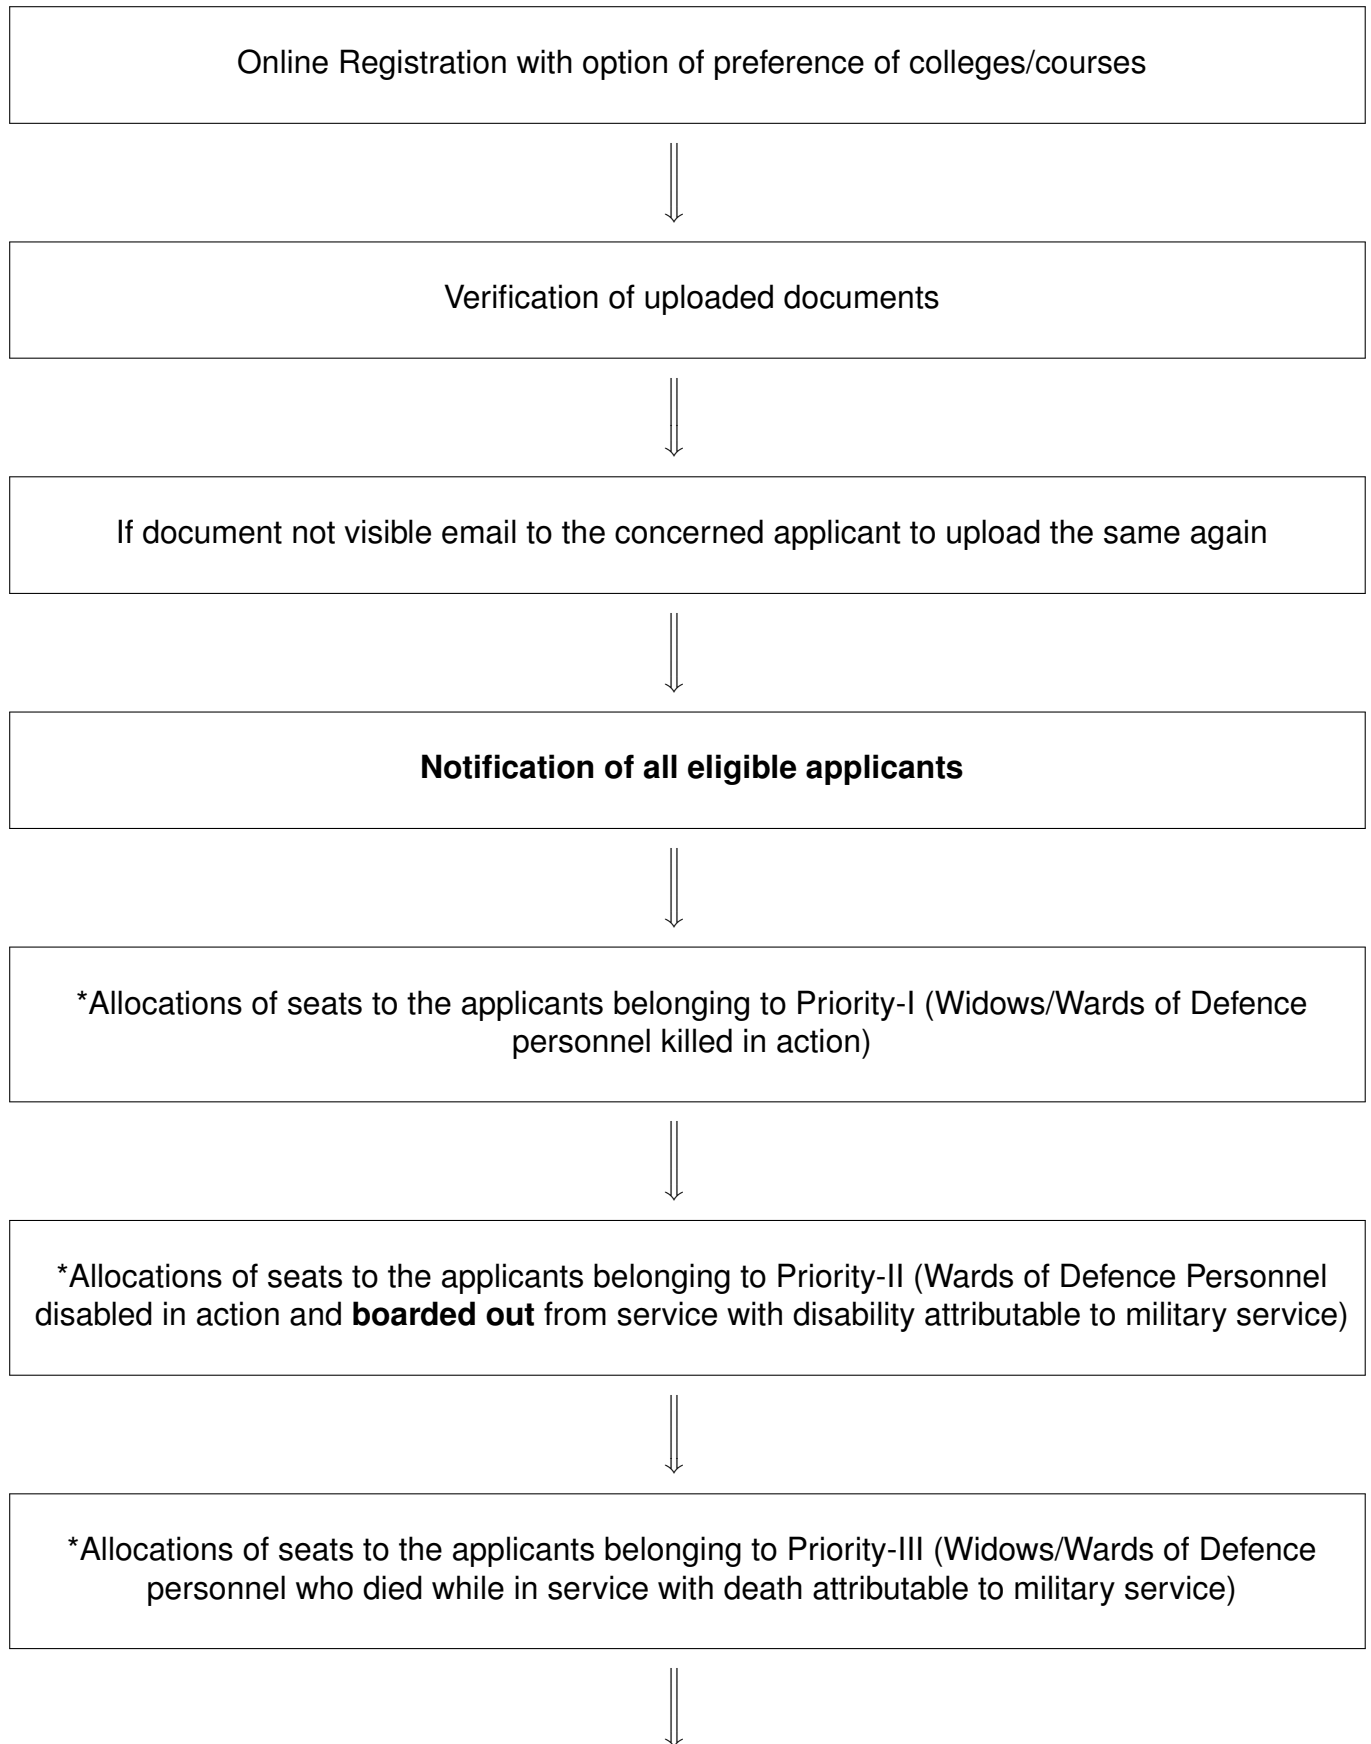 Online Registration with option of preference of colleges/courses
Verification of uploaded documents
If document not visible email to the concerned applicant to upload the same again
Notification of all eligible applicants
*Allocations of seats to the applicants belonging to Priority-I (Widows/Wards of Defence
personnel killed in action)
*Allocations of seats to the applicants belonging to Priority-II (Wards of Defence Personnel
disabled in action and boarded out from service with disability attributable to military service)
*Allocations of seats to the applicants belonging to Priority-III (Widows/Wards of Defence
personnel who died while in service with death attributable to military service)